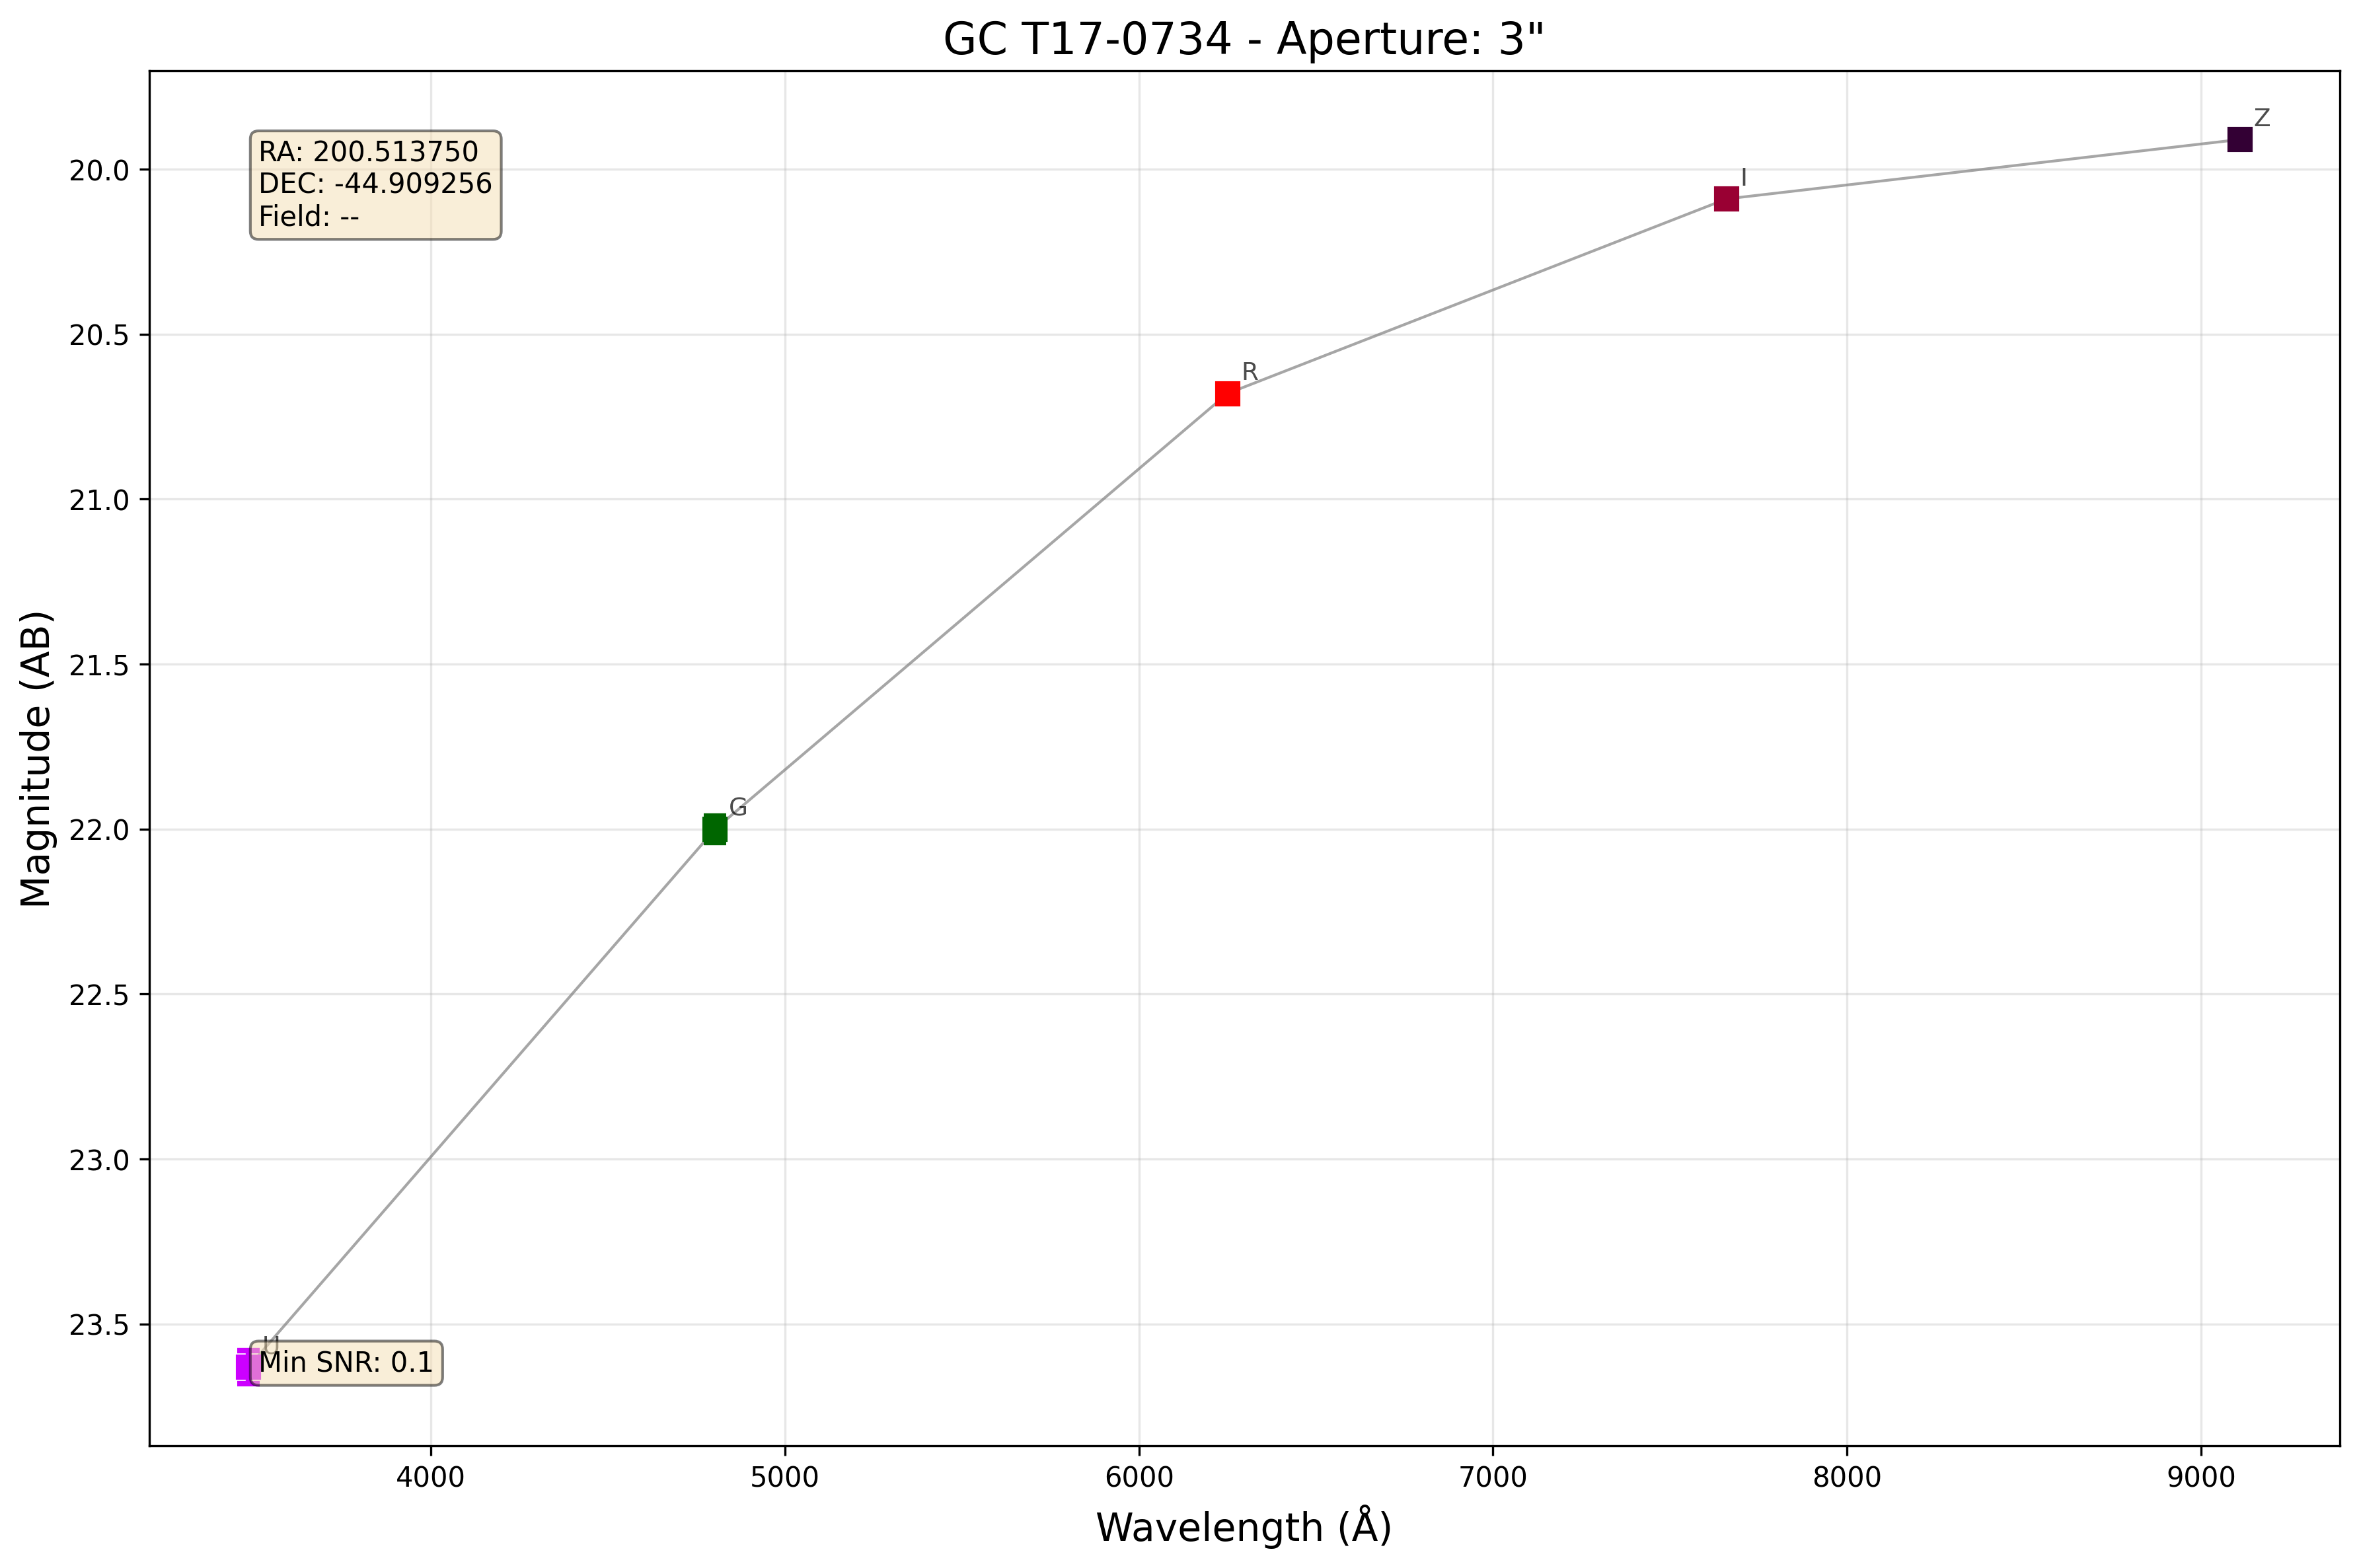 GC T17-0734 - Aperture: 3"
RA: 200.513750
DEC: -44.909256
Field: --
Z
I
R
G
U
Min SNR: 0.1
20.0
20.5
21.0
21.5
22.0
22.5
23.0
23.5
Magnitude (AB)
4000
5000
6000
7000
8000
9000
Wavelength (Å)